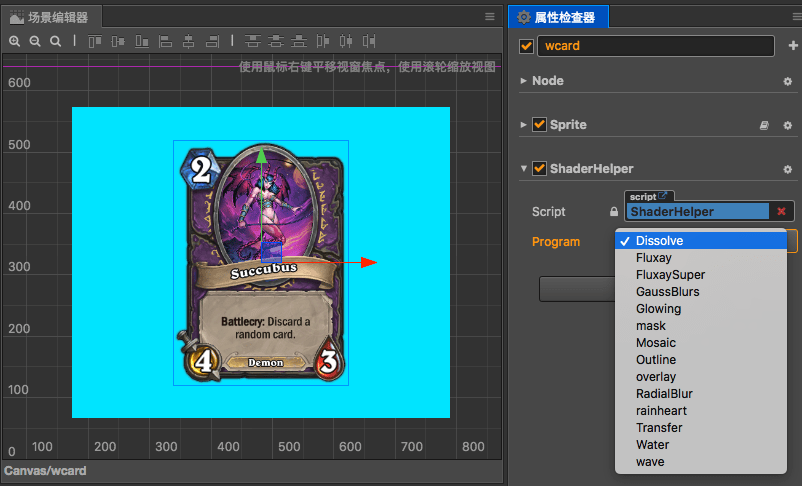 场景编辑器
使用鼠标右键平移视窗焦点，使用滚轮缩放视图
600
500
400
300
200
100
0
100
200
300
400
500
600
700
800
2
Succubus
Battlecry: Discard a
random card.
4
Demon
3
Canvas/wcard
属性检查器
wcard
Node
Sprite
ShaderHelper
Script
script
ShaderHelper
Program
Dissolve
Fluxay
FluxaySuper
GaussBlurs
Glowing
mask
Mosaic
Outline
overlay
RadialBlur
rainheart
Transfer
Water
wave